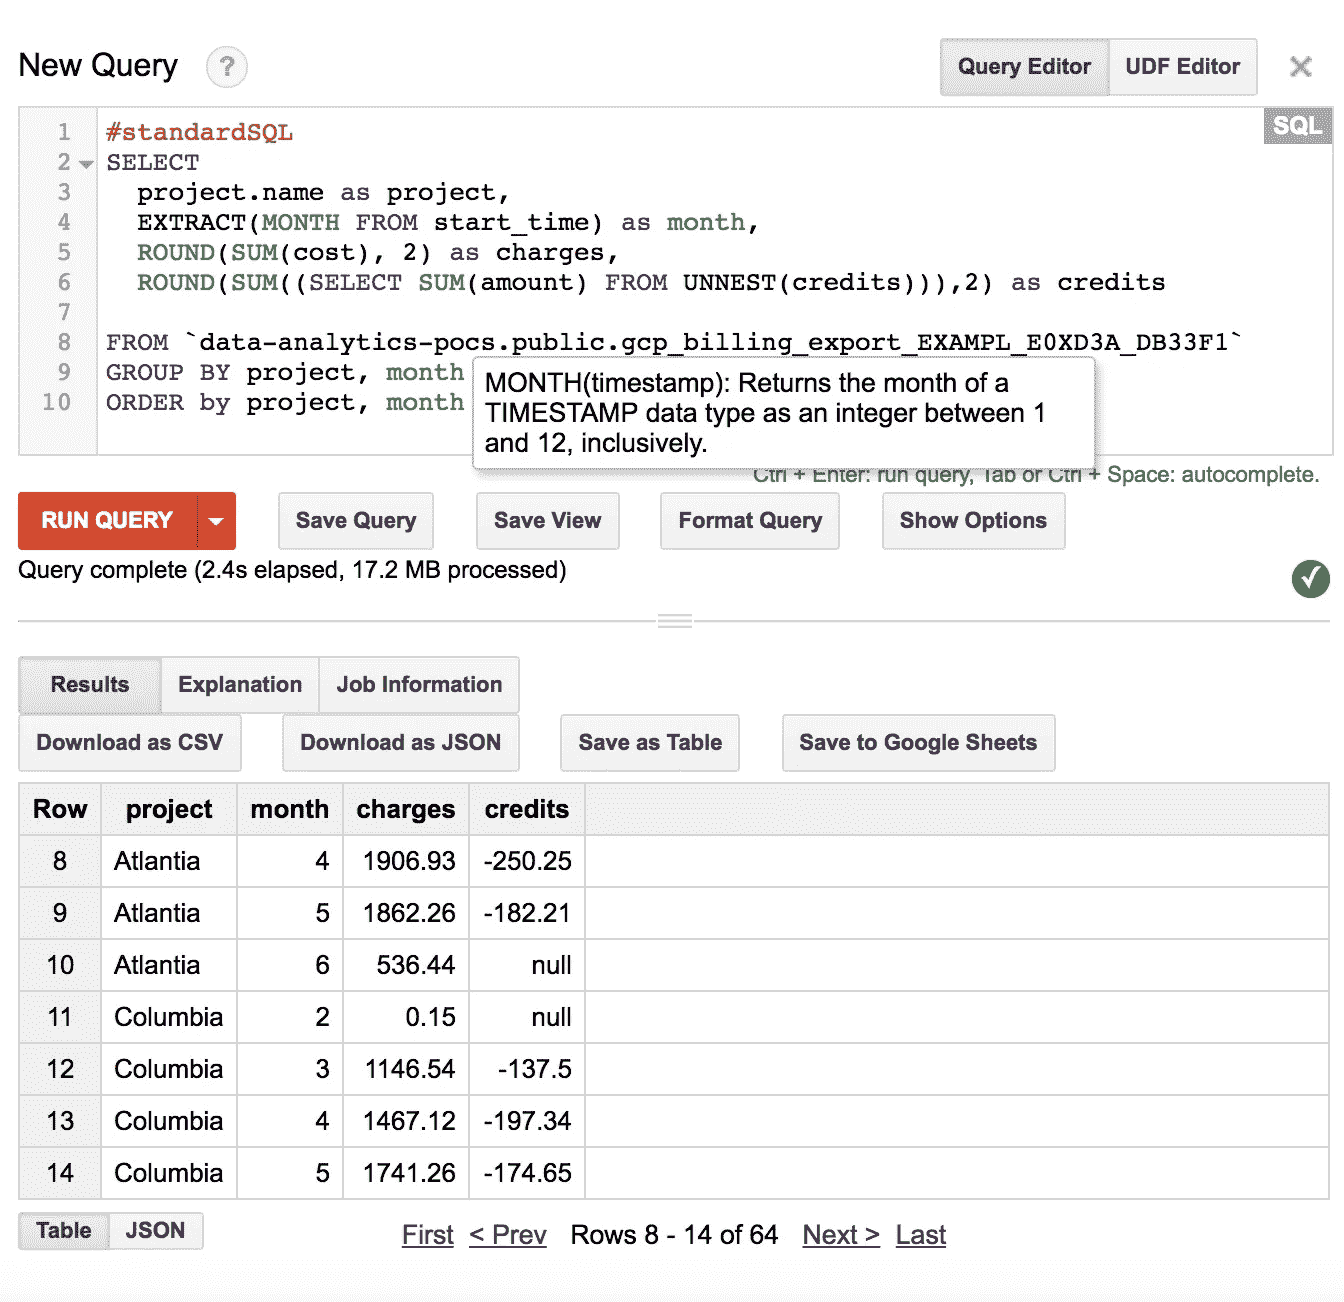 New Query ? Query Editor UDF Editor ×
SQL
1 #standardSQL
2 SELECT
3 project.name as project,
4 EXTRACT(MONTH FROM start_time) as month,
5 ROUND(SUM(cost), 2) as charges,
6 ROUND(SUM((SELECT SUM(amount) FROM UNNEST(credits))),2) as credits
7
8 FROM `data-analytics-pocs.public.gcp_billing_export_EXAMPL_E0XD3A_DB33F1`
9 GROUP BY project, month
10 ORDER by project, month
MONTH(timestamp): Returns the month of a
TIMESTAMP data type as an integer between 1
and 12, inclusively.
Ctrl + Enter: run query, Tab or Ctrl + Space: autocomplete.
RUN QUERY Save Query Save View Format Query Show Options
Query complete (2.4s elapsed, 17.2 MB processed)
Results Explanation Job Information
Download as CSV Download as JSON Save as Table Save to Google Sheets
Row project month charges credits
8 Atlantia 4 1906.93 -250.25
9 Atlantia 5 1862.26 -182.21
10 Atlantia 6 536.44 null
11 Columbia 2 0.15 null
12 Columbia 3 1146.54 -137.5
13 Columbia 4 1467.12 -197.34
14 Columbia 5 1741.26 -174.65
Table JSON First < Prev Rows 8 - 14 of 64 Next > Last